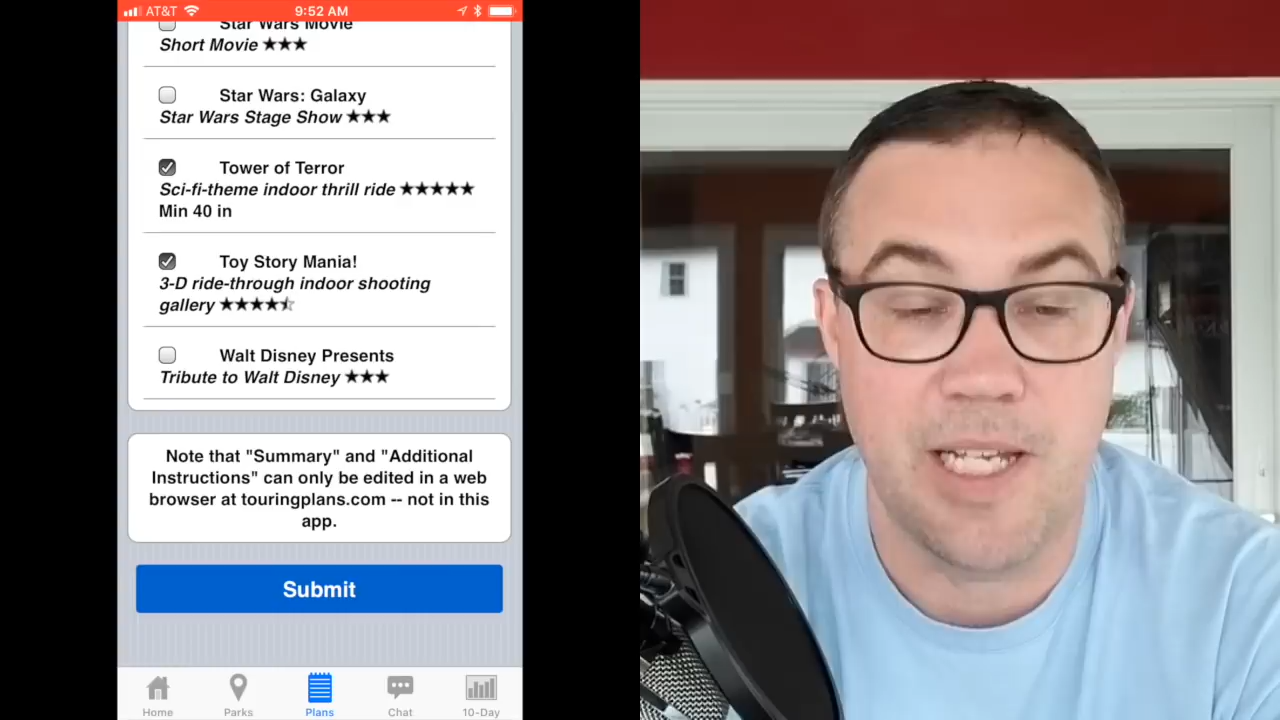 AT&T 9:52 AM
Star Wars Movie
Short Movie ★★★
Star Wars: Galaxy
Star Wars Stage Show ★★★
Tower of Terror
Sci-fi-theme indoor thrill ride ★★★★★
Min 40 in
Toy Story Mania!
3-D ride-through indoor shooting
gallery ★★★★⯨
Walt Disney Presents
Tribute to Walt Disney ★★★
Note that "Summary" and "Additional
Instructions" can only be edited in a web
browser at touringplans.com -- not in this
app.
Submit
Home Parks Plans Chat 10-Day